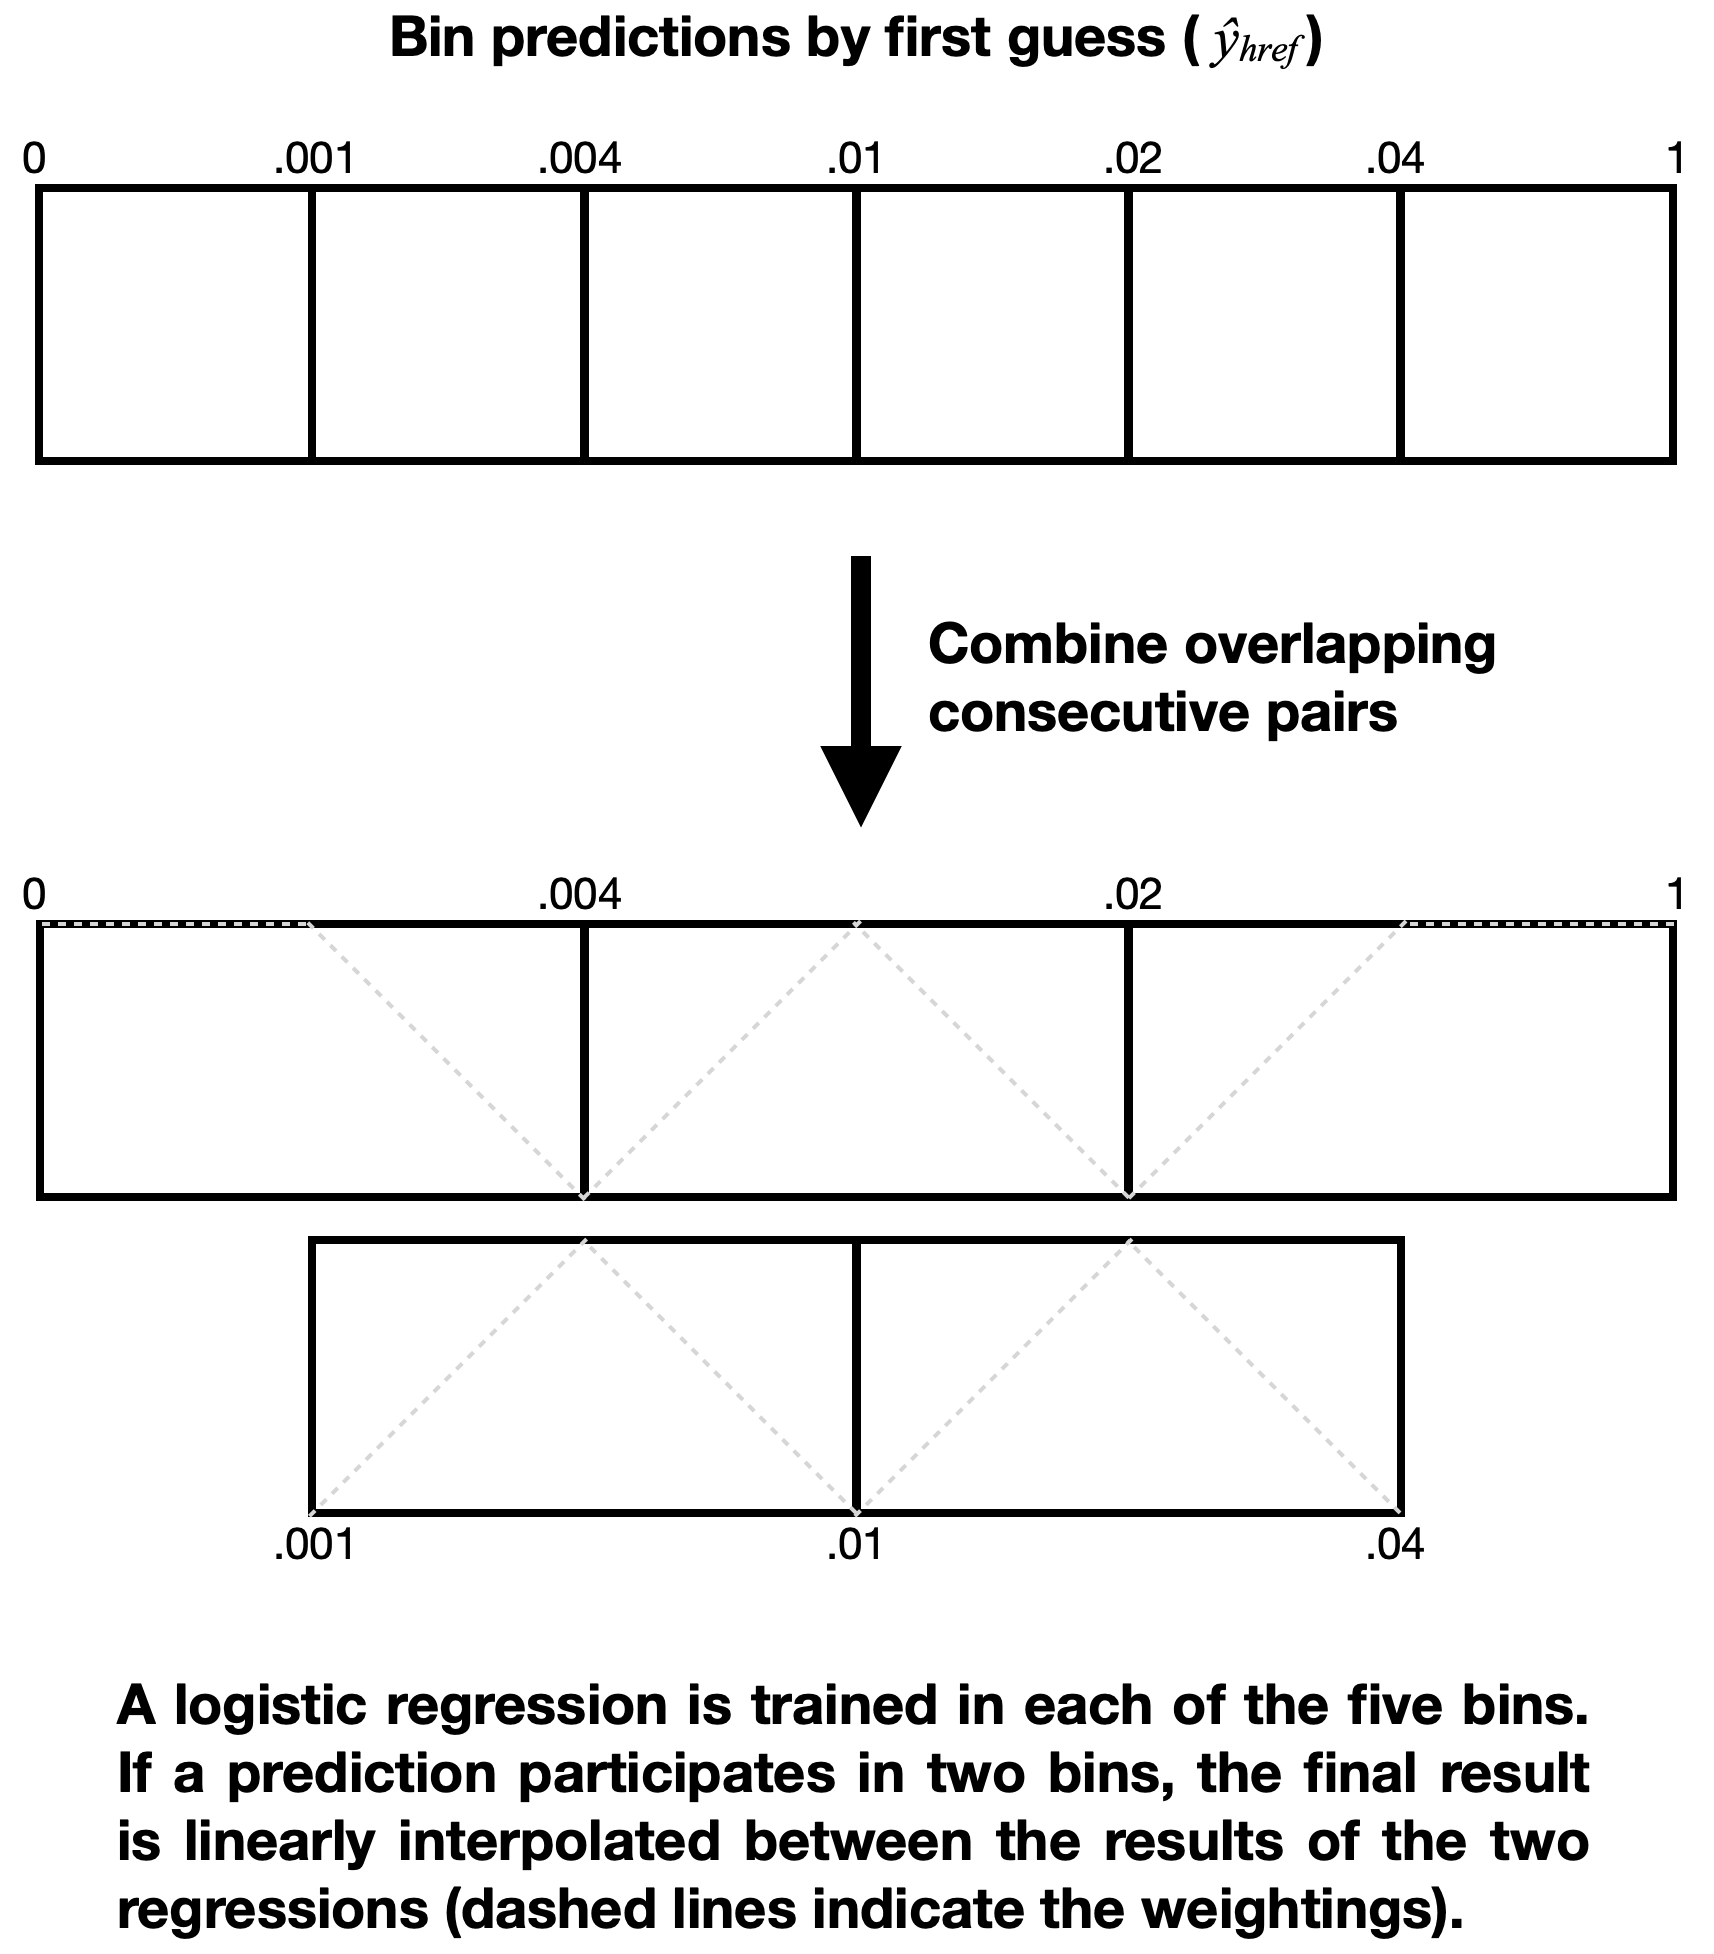 Bin predictions by first guess ( ŷhref)
0 .001 .004 .01 .02 .04 1
Combine overlapping
consecutive pairs
0 .004 .02 1
.001 .01 .04
A logistic regression is trained in each of the five bins.
If a prediction participates in two bins, the final result
is linearly interpolated between the results of the two
regressions (dashed lines indicate the weightings).